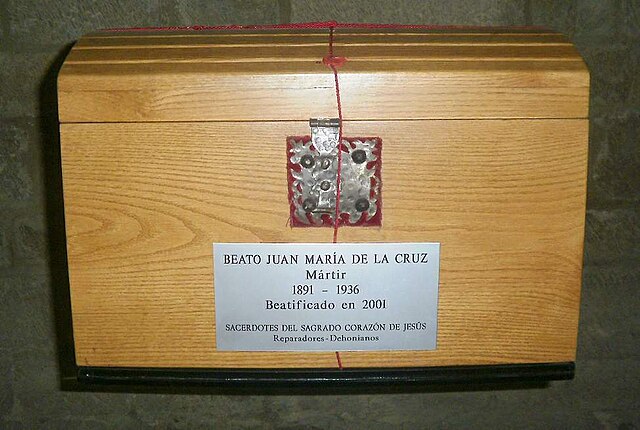 BEATO JUAN MARÍA DE LA CRUZ
Mártir
1891 - 1936
Beatificado en 2001
SACERDOTES DEL SAGRADO CORAZÓN DE JESÚS
Reparadores-Dehonianos